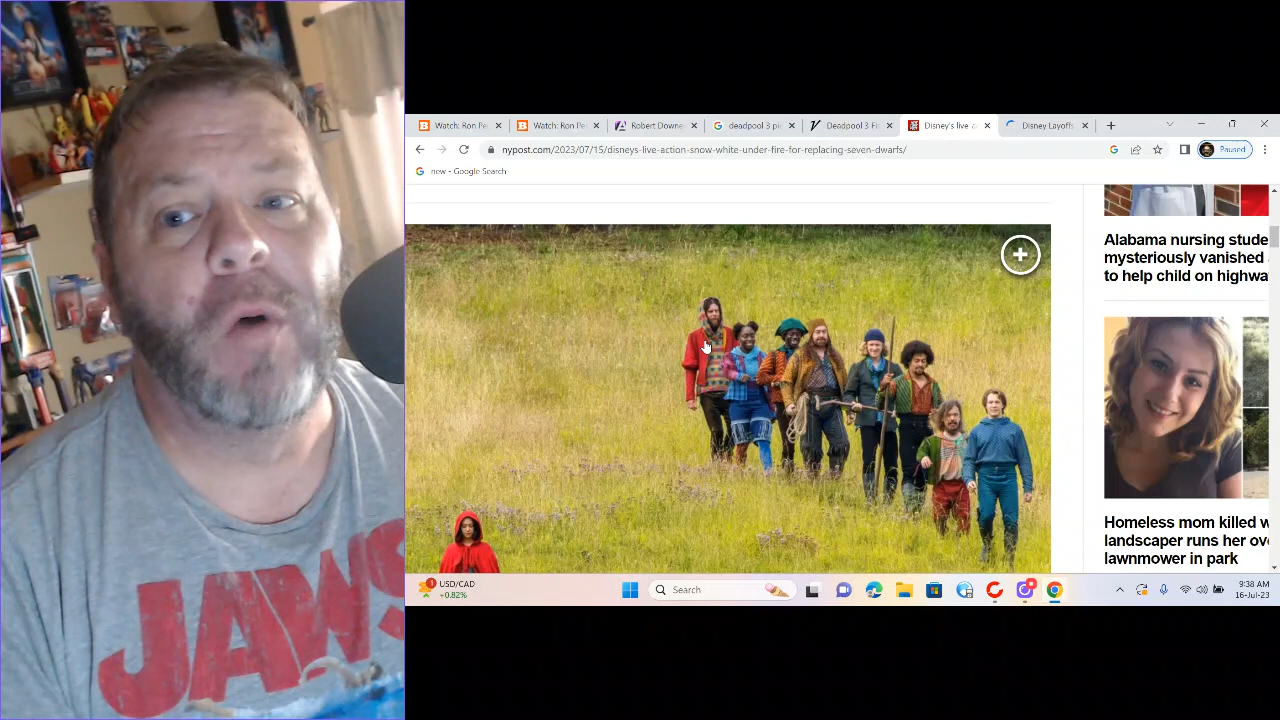 JAWS
Watch: Ron Pe
Watch: Ron Pe
Robert Downe
deadpool 3 pi
Deadpool 3 Fi
Disney's live-a
Disney Layoffs
nypost.com/2023/07/15/disneys-live-action-snow-white-under-fire-for-replacing-seven-dwarfs/
Paused
new - Google Search
Alabama nursing stude
mysteriously vanished
to help child on highwa
Homeless mom killed w
landscaper runs her ove
lawnmower in park
USD/CAD
+0.82%
Search
9:38 AM
16-Jul-23